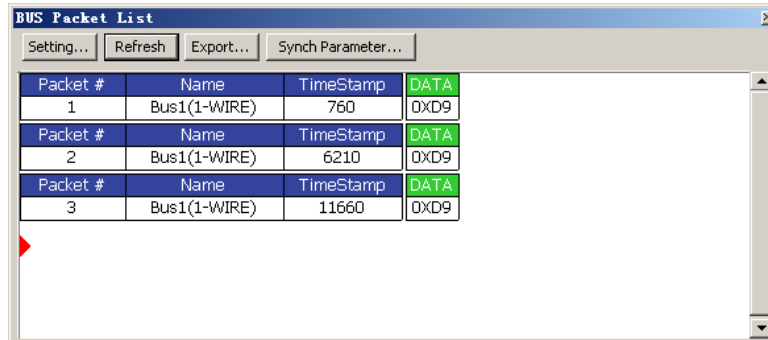 BUS Packet List
Setting... Refresh Export... Synch Parameter...
Packet # Name TimeStamp DATA
1 Bus1(1-WIRE) 760 0XD9
Packet # Name TimeStamp DATA
2 Bus1(1-WIRE) 6210 0XD9
Packet # Name TimeStamp DATA
3 Bus1(1-WIRE) 11660 0XD9